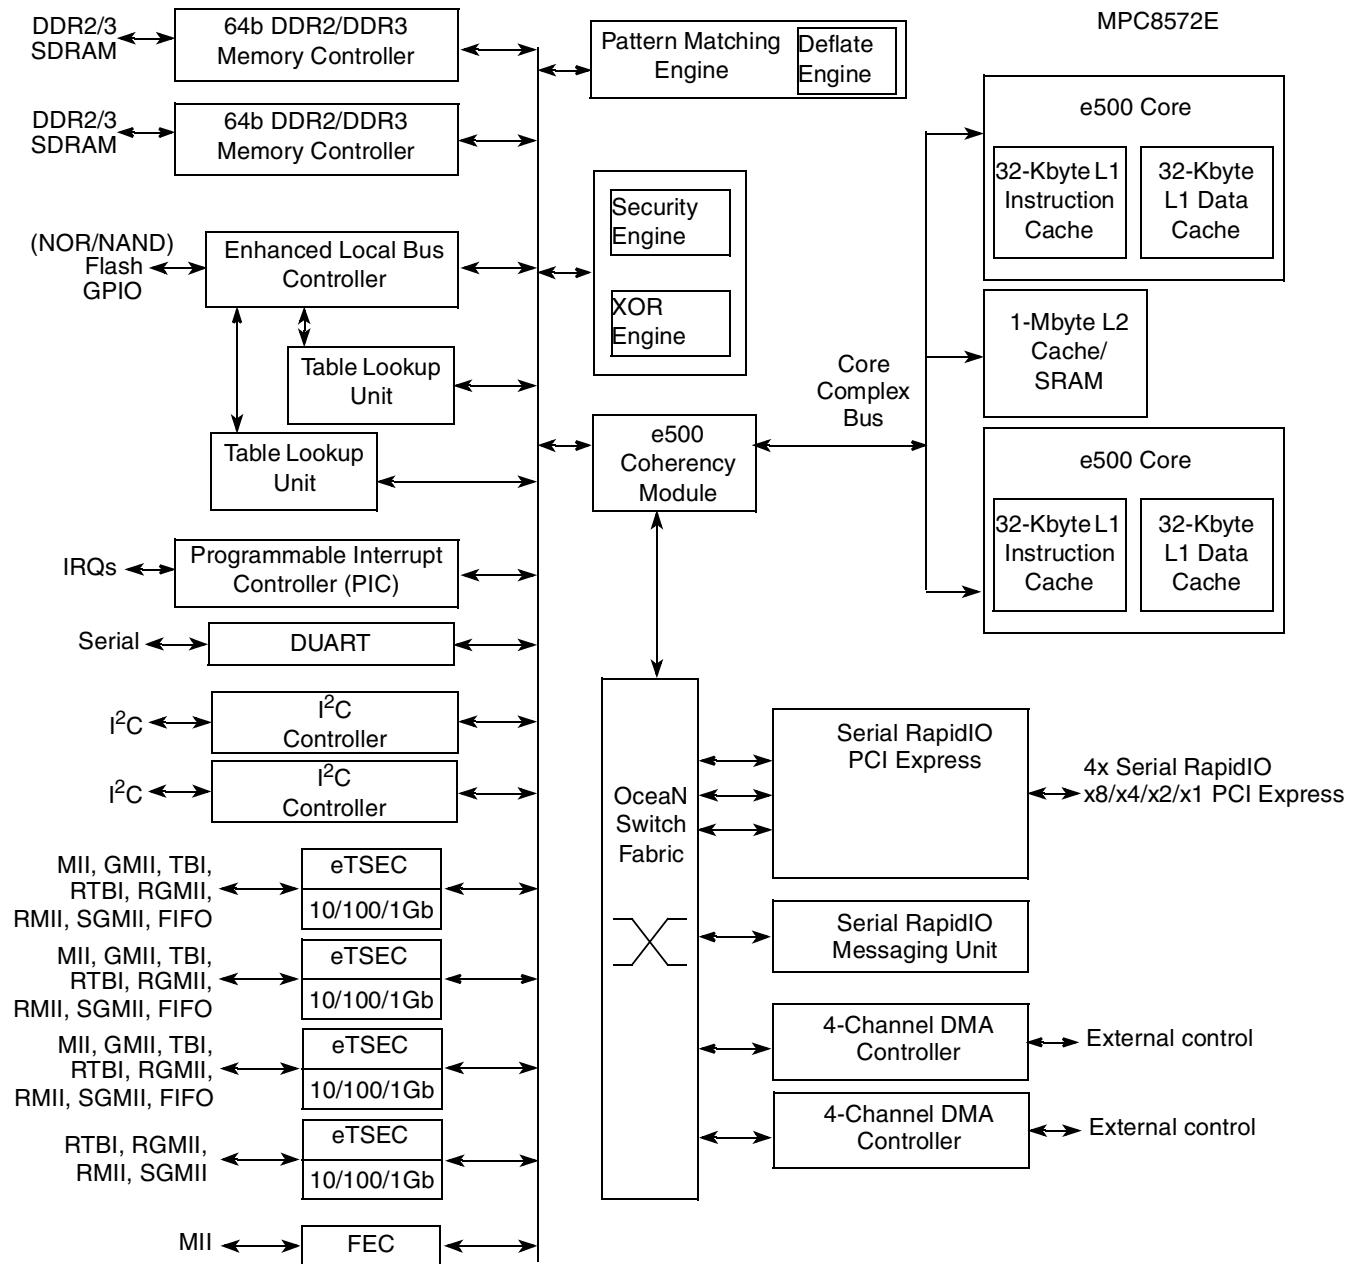 MPC8572E
DDR2/3
SDRAM
64b DDR2/DDR3
Memory Controller
DDR2/3
SDRAM
64b DDR2/DDR3
Memory Controller
(NOR/NAND)
Flash
GPIO
Enhanced Local Bus
Controller
Table Lookup
Unit
Table Lookup
Unit
IRQs
Programmable Interrupt
Controller (PIC)
Serial
DUART
I²C
I²C
Controller
I²C
I²C
Controller
MII, GMII, TBI,
RTBI, RGMII,
RMII, SGMII, FIFO
eTSEC
10/100/1Gb
MII, GMII, TBI,
RTBI, RGMII,
RMII, SGMII, FIFO
eTSEC
10/100/1Gb
MII, GMII, TBI,
RTBI, RGMII,
RMII, SGMII, FIFO
eTSEC
10/100/1Gb
RTBI, RGMII,
RMII, SGMII
eTSEC
10/100/1Gb
MII
FEC
Pattern Matching
Engine
Deflate
Engine
Security
Engine
XOR
Engine
e500
Coherency
Module
Core
Complex
Bus
e500 Core
32-Kbyte L1
Instruction
Cache
32-Kbyte
L1 Data
Cache
1-Mbyte L2
Cache/
SRAM
e500 Core
32-Kbyte L1
Instruction
Cache
32-Kbyte
L1 Data
Cache
OceaN
Switch
Fabric
Serial RapidIO
PCI Express
4x Serial RapidIO
x8/x4/x2/x1 PCI Express
Serial RapidIO
Messaging Unit
4-Channel DMA
Controller
External control
4-Channel DMA
Controller
External control